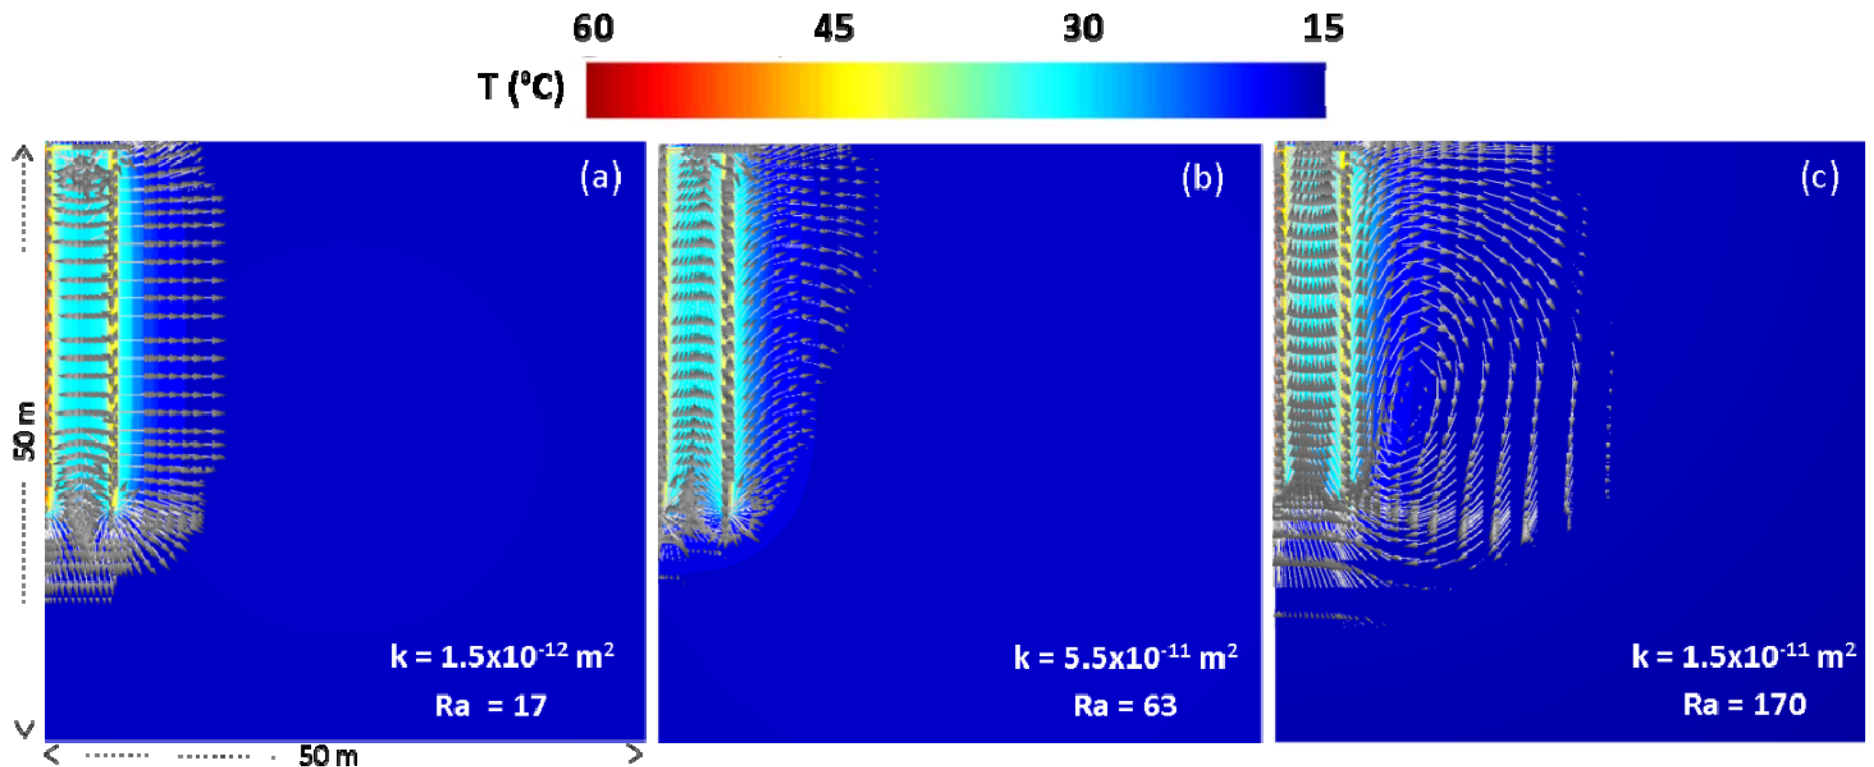 60 45 30 15
T (⁰C)
(a) (b) (c)
50 m
k = 1.5x10⁻¹² m²
Ra = 17
k = 5.5x10⁻¹¹ m²
Ra = 63
k = 1.5x10⁻¹¹ m²
Ra = 170
50 m